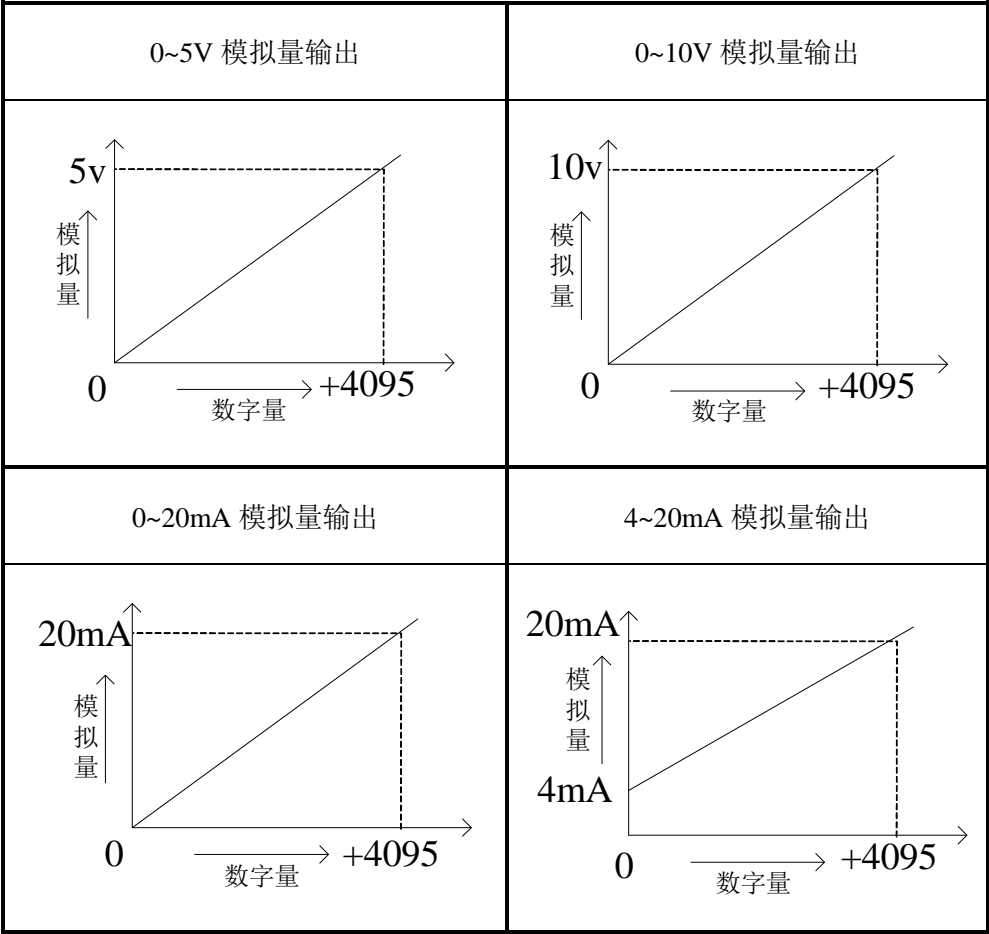 0~5V 模拟量输出
0~10V 模拟量输出
5v
模拟量
0
+4095
数字量
10v
模拟量
0
+4095
数字量
0~20mA 模拟量输出
4~20mA 模拟量输出
20mA
模拟量
0
+4095
数字量
20mA
模拟量
4mA
0
+4095
数字量